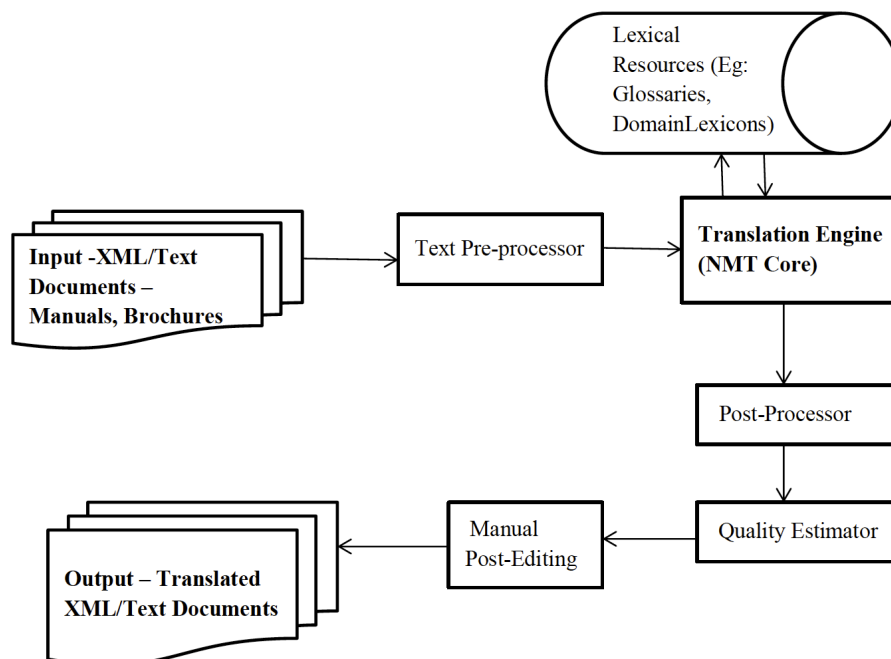 Lexical
Resources (Eg:
Glossaries,
DomainLexicons)
Input -XML/Text
Documents –
Manuals, Brochures
Text Pre-processor
Translation Engine
(NMT Core)
Post-Processor
Quality Estimator
Manual
Post-Editing
Output – Translated
XML/Text Documents